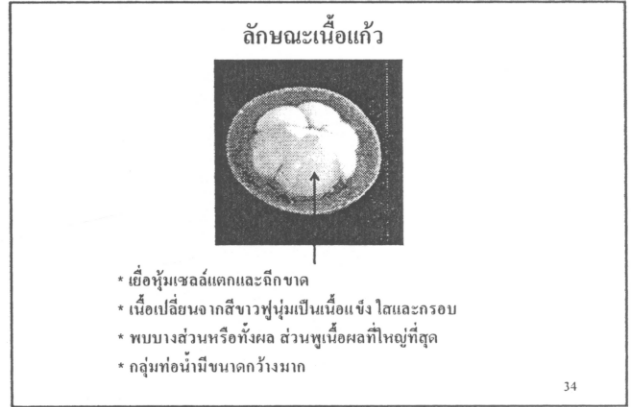 ลักษณะเนื้อแก้ว
* เยื่อหุ้มเซลล์แตกและฉีกขาด
* เนื้อเปลี่ยนจากสีขาวฟูนุ่มเป็นเนื้อแข็ง ใสและกรอบ
* พบบางส่วนหรือทั้งผล ส่วนพูเนื้อผลที่ใหญ่ที่สุด
* กลุ่มท่อน้ำมีขนาดกว้างมาก
34